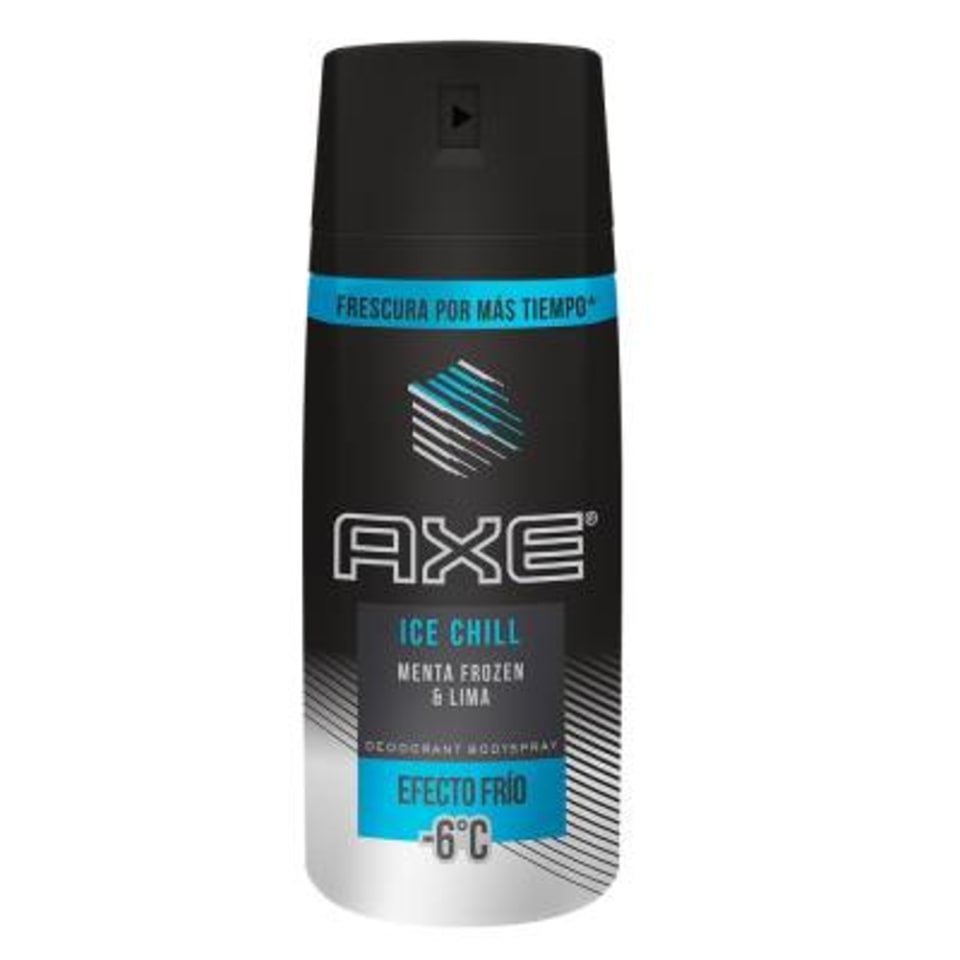 FRESCURA POR MÁS TIEMPO*
AXE®
ICE CHILL
MENTA FROZEN
& LIMA
DEODORANT BODYSPRAY
EFECTO FRÍO
-6°C